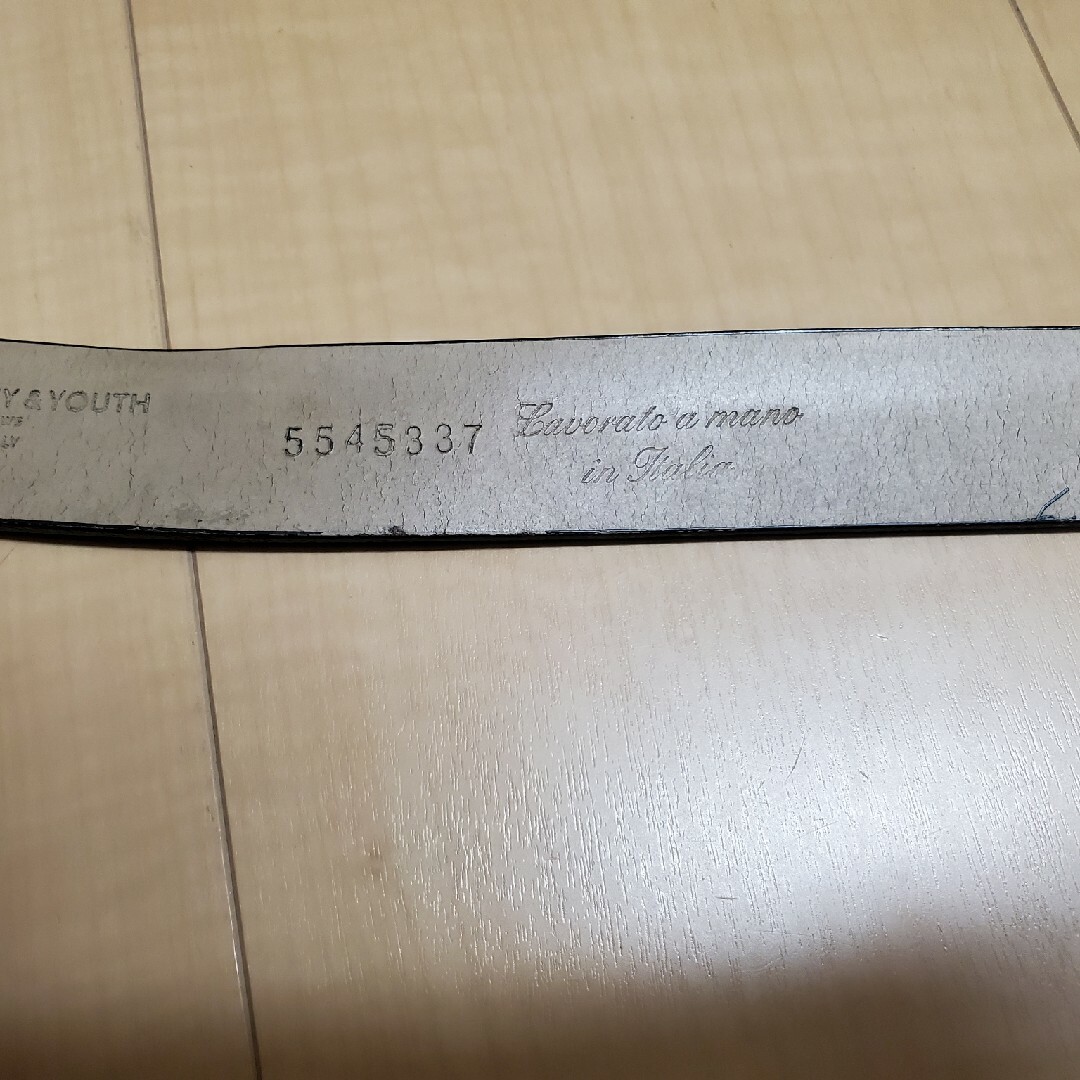 Y & YOUTH
5545337
Lavorato a mano
in Italia